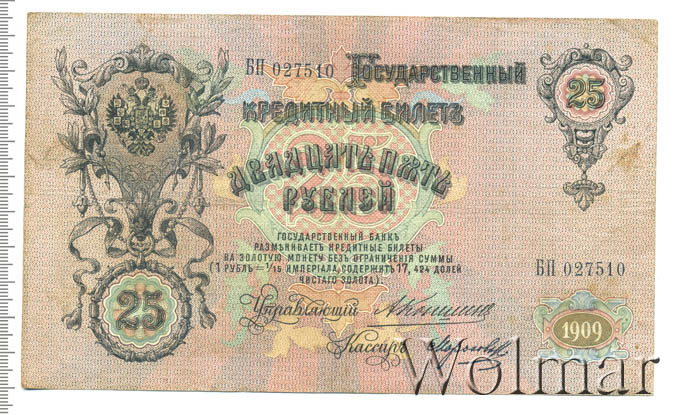 БП 027510
ГОСУДАРСТВЕННЫЙ
КРЕДИТНЫЙ БИЛЕТЪ
25
ДВАДЦАТЬ ПЯТЬ
РУБЛЕЙ
ГОСУДАРСТВЕННЫЙ БАНКЪ
РАЗМѢНИВАЕТЪ КРЕДИТНЫЕ БИЛЕТЫ
НА ЗОЛОТУЮ МОНЕТУ БЕЗЪ ОГРАНИЧЕНІЯ СУММЫ
(1 РУБЛЬ = 1/15 ИМПЕРІАЛА, СОДЕРЖИТЪ 17, 424 ДОЛЕЙ
ЧИСТАГО ЗОЛОТА).
БП 027510
25
Управляющій
Кассиръ
1909
Wolmar